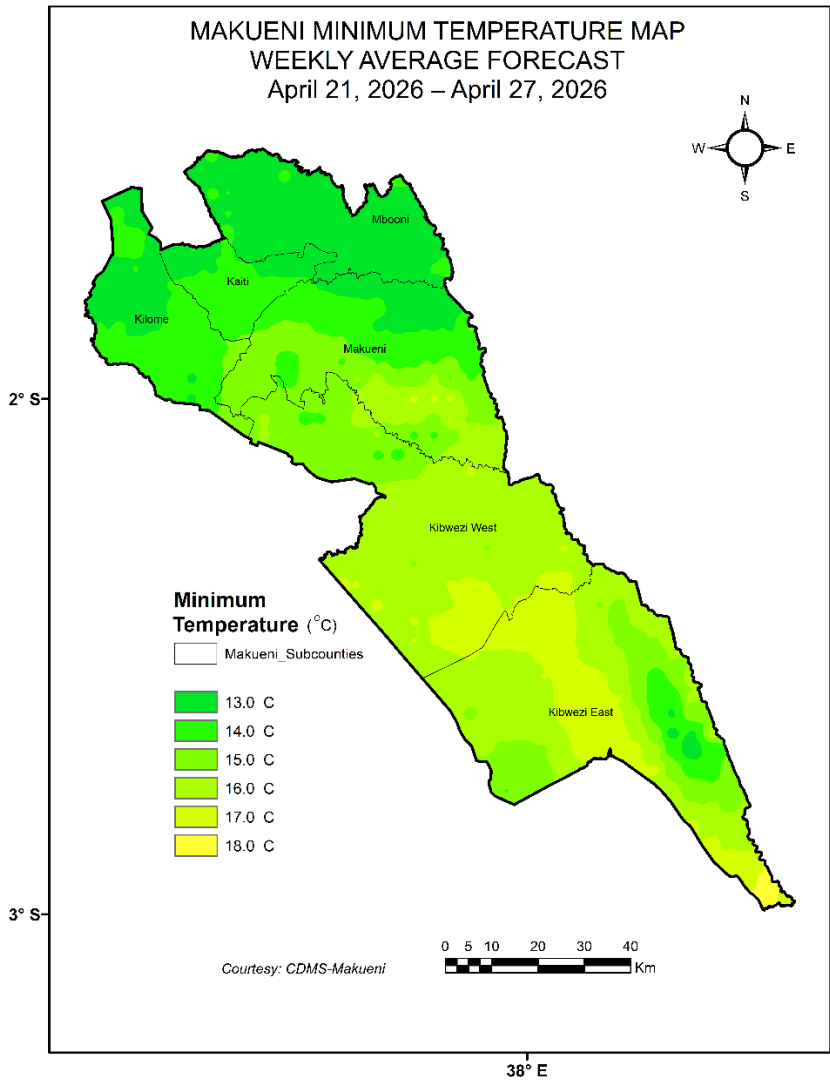 MAKUENI MINIMUM TEMPERATURE MAP
WEEKLY AVERAGE FORECAST
April 21, 2026 – April 27, 2026
N
W E
S
Mbooni
Kaiti
Kilome
Makueni
2° S
Kibwezi West
Minimum
Temperature (°C)
Makueni_Subcounties
13.0 C
Kibwezi East
14.0 C
15.0 C
16.0 C
17.0 C
18.0 C
3° S
0 5 10 20 30 40
Km
Courtesy: CDMS-Makueni
38° E